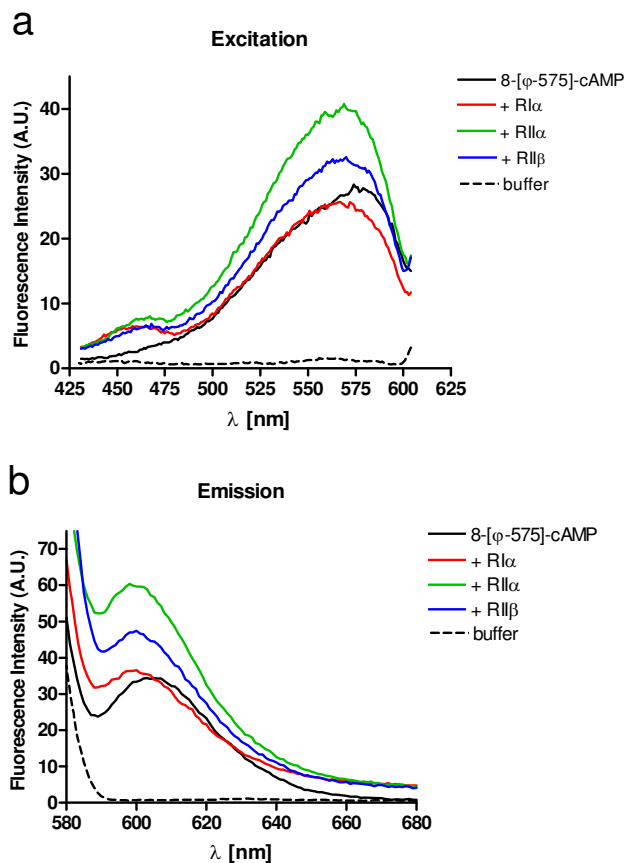 a
Excitation
Fluorescence Intensity (A.U.)
40
30
20
10
0
425 450 475 500 525 550 575 600 625
λ [nm]
8-[φ-575]-cAMP
+ RIα
+ RIIα
+ RIIβ
buffer
b
Emission
Fluorescence Intensity (A.U.)
70
60
50
40
30
20
10
0
580 600 620 640 660 680
λ [nm]
8-[φ-575]-cAMP
+ RIα
+ RIIα
+ RIIβ
buffer